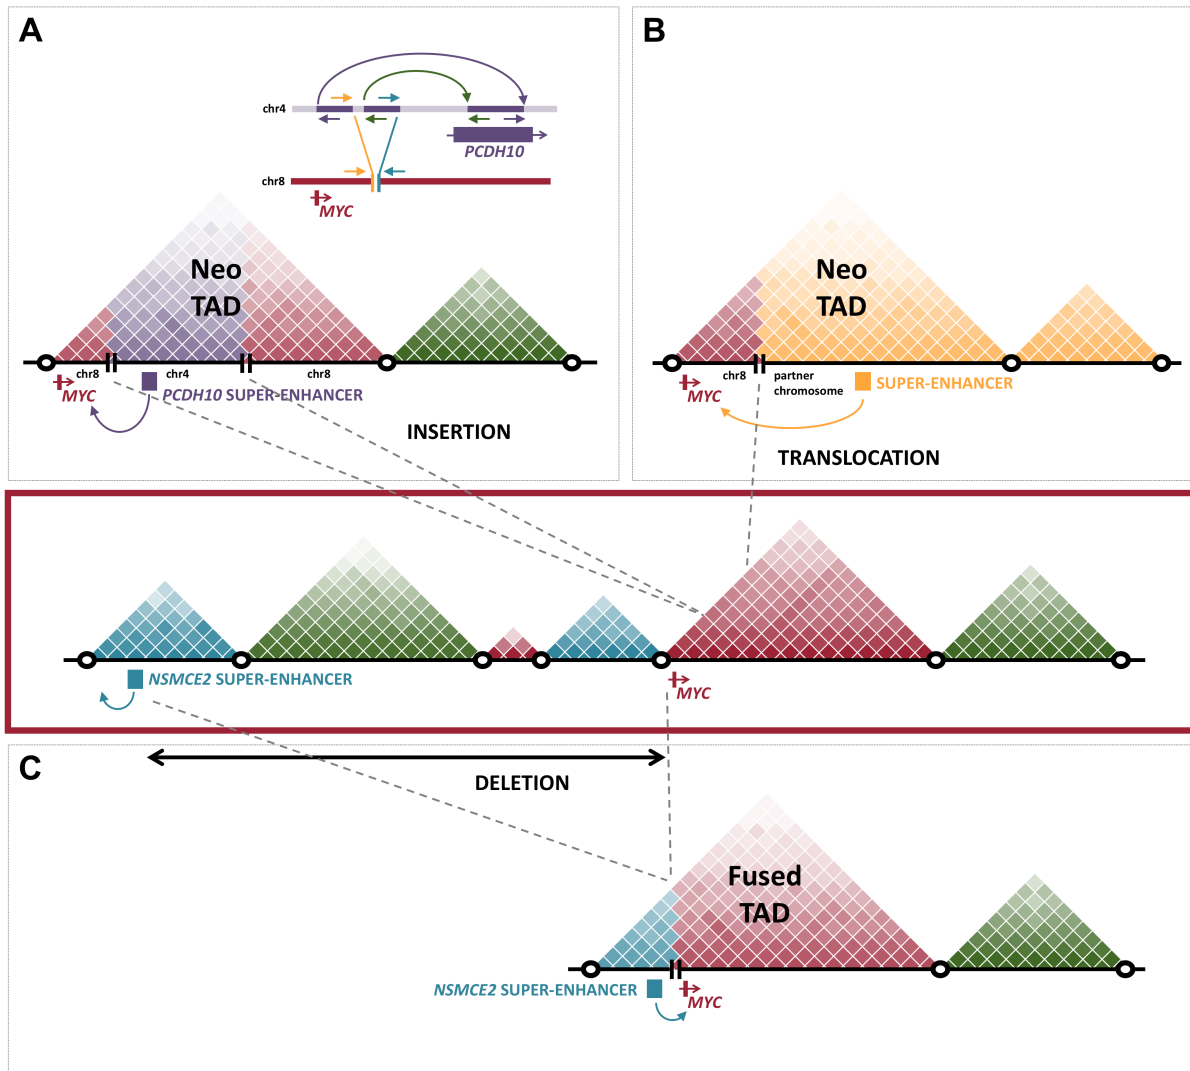 A
chr4
PCDH10
chr8
MYC
Neo
TAD
chr8
chr4
chr8
MYC
PCDH10 SUPER-ENHANCER
INSERTION
B
Neo
TAD
chr8
partner
chromosome
MYC
SUPER-ENHANCER
TRANSLOCATION
NSMCE2 SUPER-ENHANCER
MYC
C
DELETION
Fused
TAD
NSMCE2 SUPER-ENHANCER
MYC